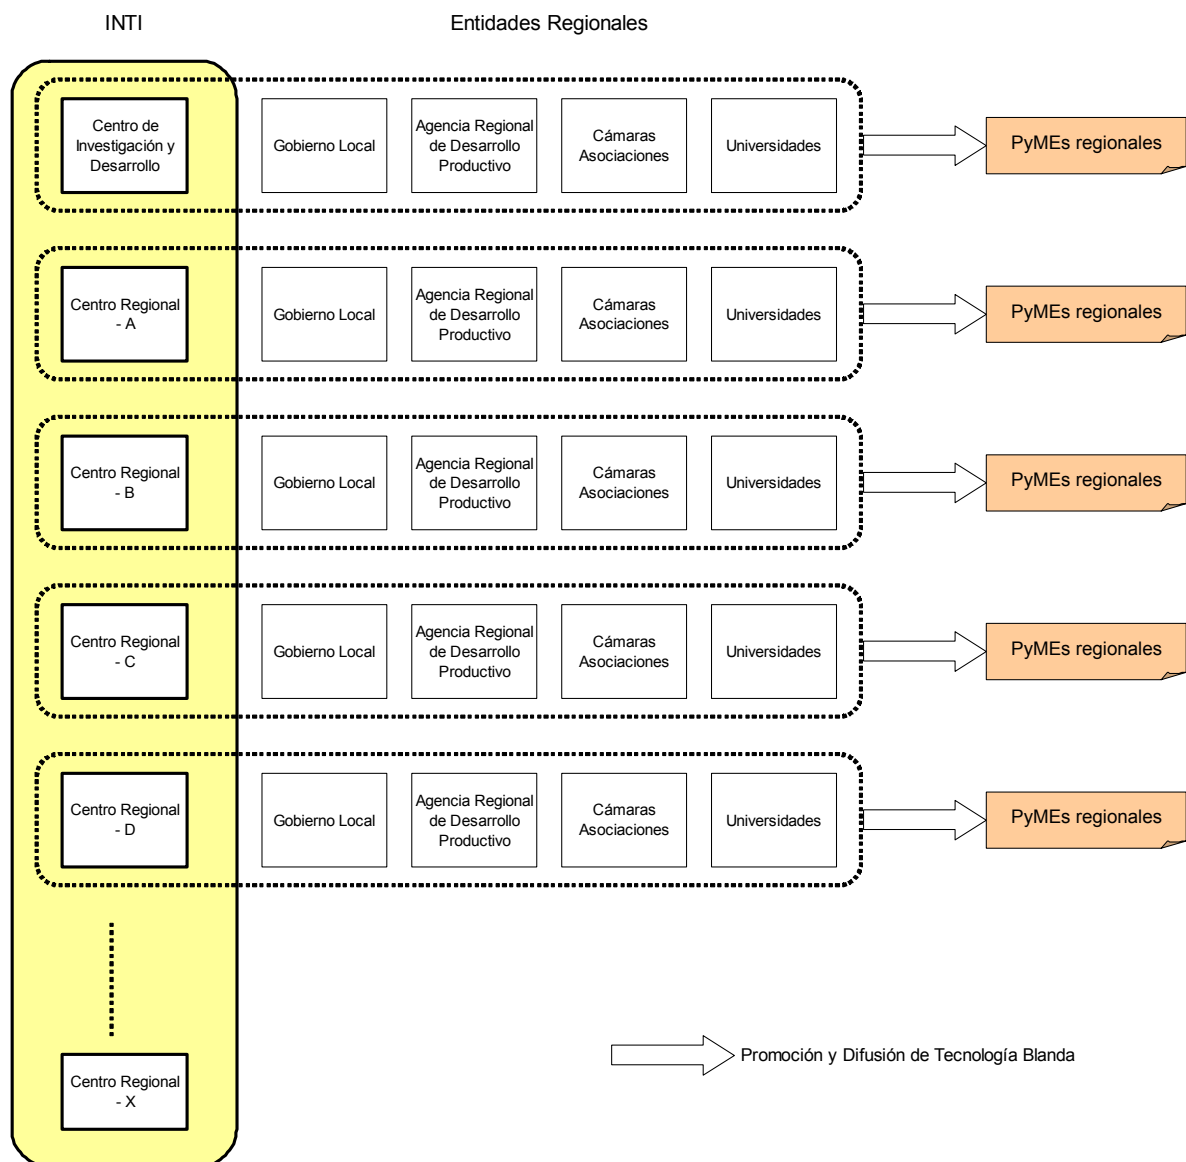 INTI
Entidades Regionales
Centro de
Investigación y
Desarrollo
Gobierno Local
Agencia Regional
de Desarrollo
Productivo
Cámaras
Asociaciones
Universidades
PyMEs regionales
Centro Regional
- A
Gobierno Local
Agencia Regional
de Desarrollo
Productivo
Cámaras
Asociaciones
Universidades
PyMEs regionales
Centro Regional
- B
Gobierno Local
Agencia Regional
de Desarrollo
Productivo
Cámaras
Asociaciones
Universidades
PyMEs regionales
Centro Regional
- C
Gobierno Local
Agencia Regional
de Desarrollo
Productivo
Cámaras
Asociaciones
Universidades
PyMEs regionales
Centro Regional
- D
Gobierno Local
Agencia Regional
de Desarrollo
Productivo
Cámaras
Asociaciones
Universidades
PyMEs regionales
Promoción y Difusión de Tecnología Blanda
Centro Regional
- X